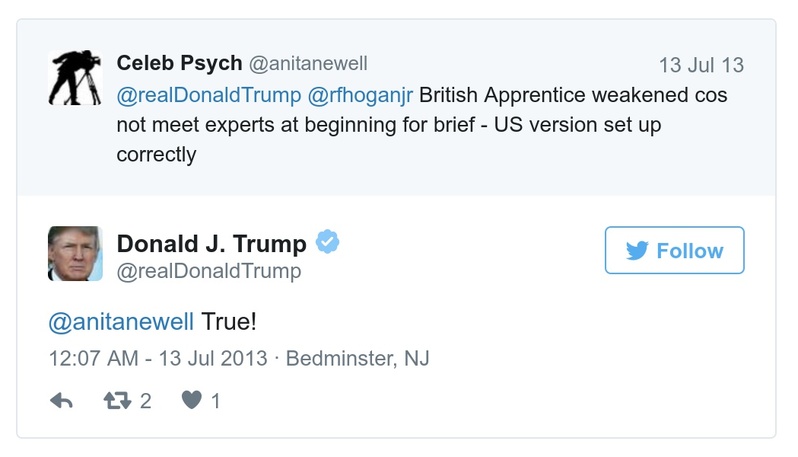 Celeb Psych @anitanewell 13 Jul 13
@realDonaldTrump @rfhoganjr British Apprentice weakened cos
not meet experts at beginning for brief - US version set up
correctly
Donald J. Trump
@realDonaldTrump
Follow
@anitanewell True!
12:07 AM - 13 Jul 2013 · Bedminster, NJ
2 1